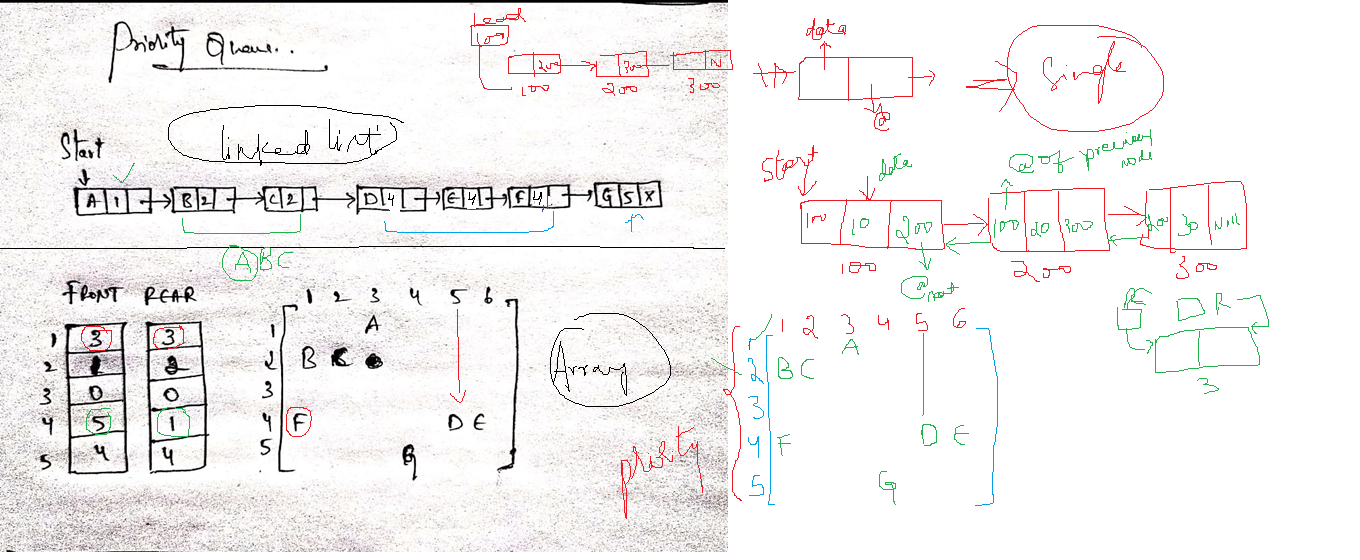 Priority Queue..
head
100
200
300
N
100
200
300
linked list
Start
A 1
B 2
C 2
D 4
E 4
F 4
G 5 X
A B C
FRONT REAR
1 3 3
2 1 2
3 0 0
4 5 1
5 4 4
1 2 3 4 5 6
1 A
2 B C
3
4 F D E
5 G
Array
data
@
Single
Start
data
@ of previous
node
100 10 200
100 20 300
200 30 Null
100
200
300
@next
1 2 3 4 5 6
1 A
2 B C
3
4 F D E
5 G
priority
F
R
3